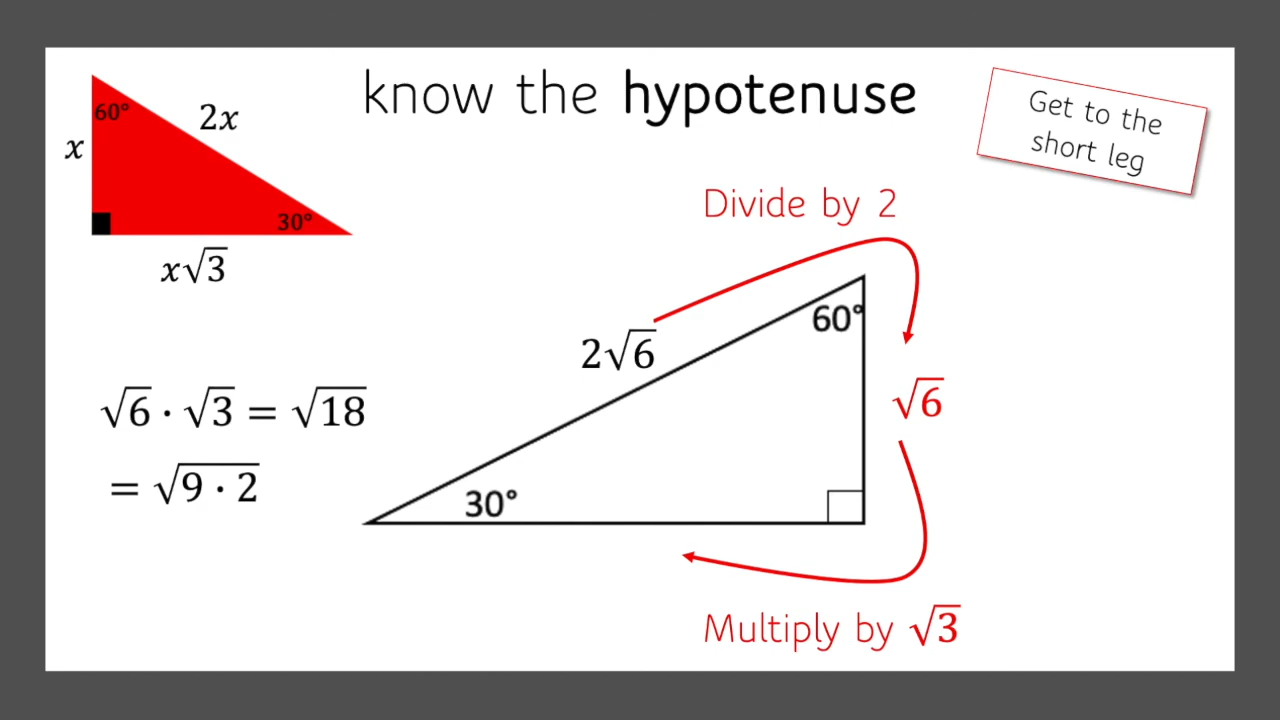 know the hypotenuse
Get to the
short leg
60°
2x
x
30°
x√3
Divide by 2
60°
2√6
√6
30°
√6 · √3 = √18
= √9 · 2
Multiply by √3